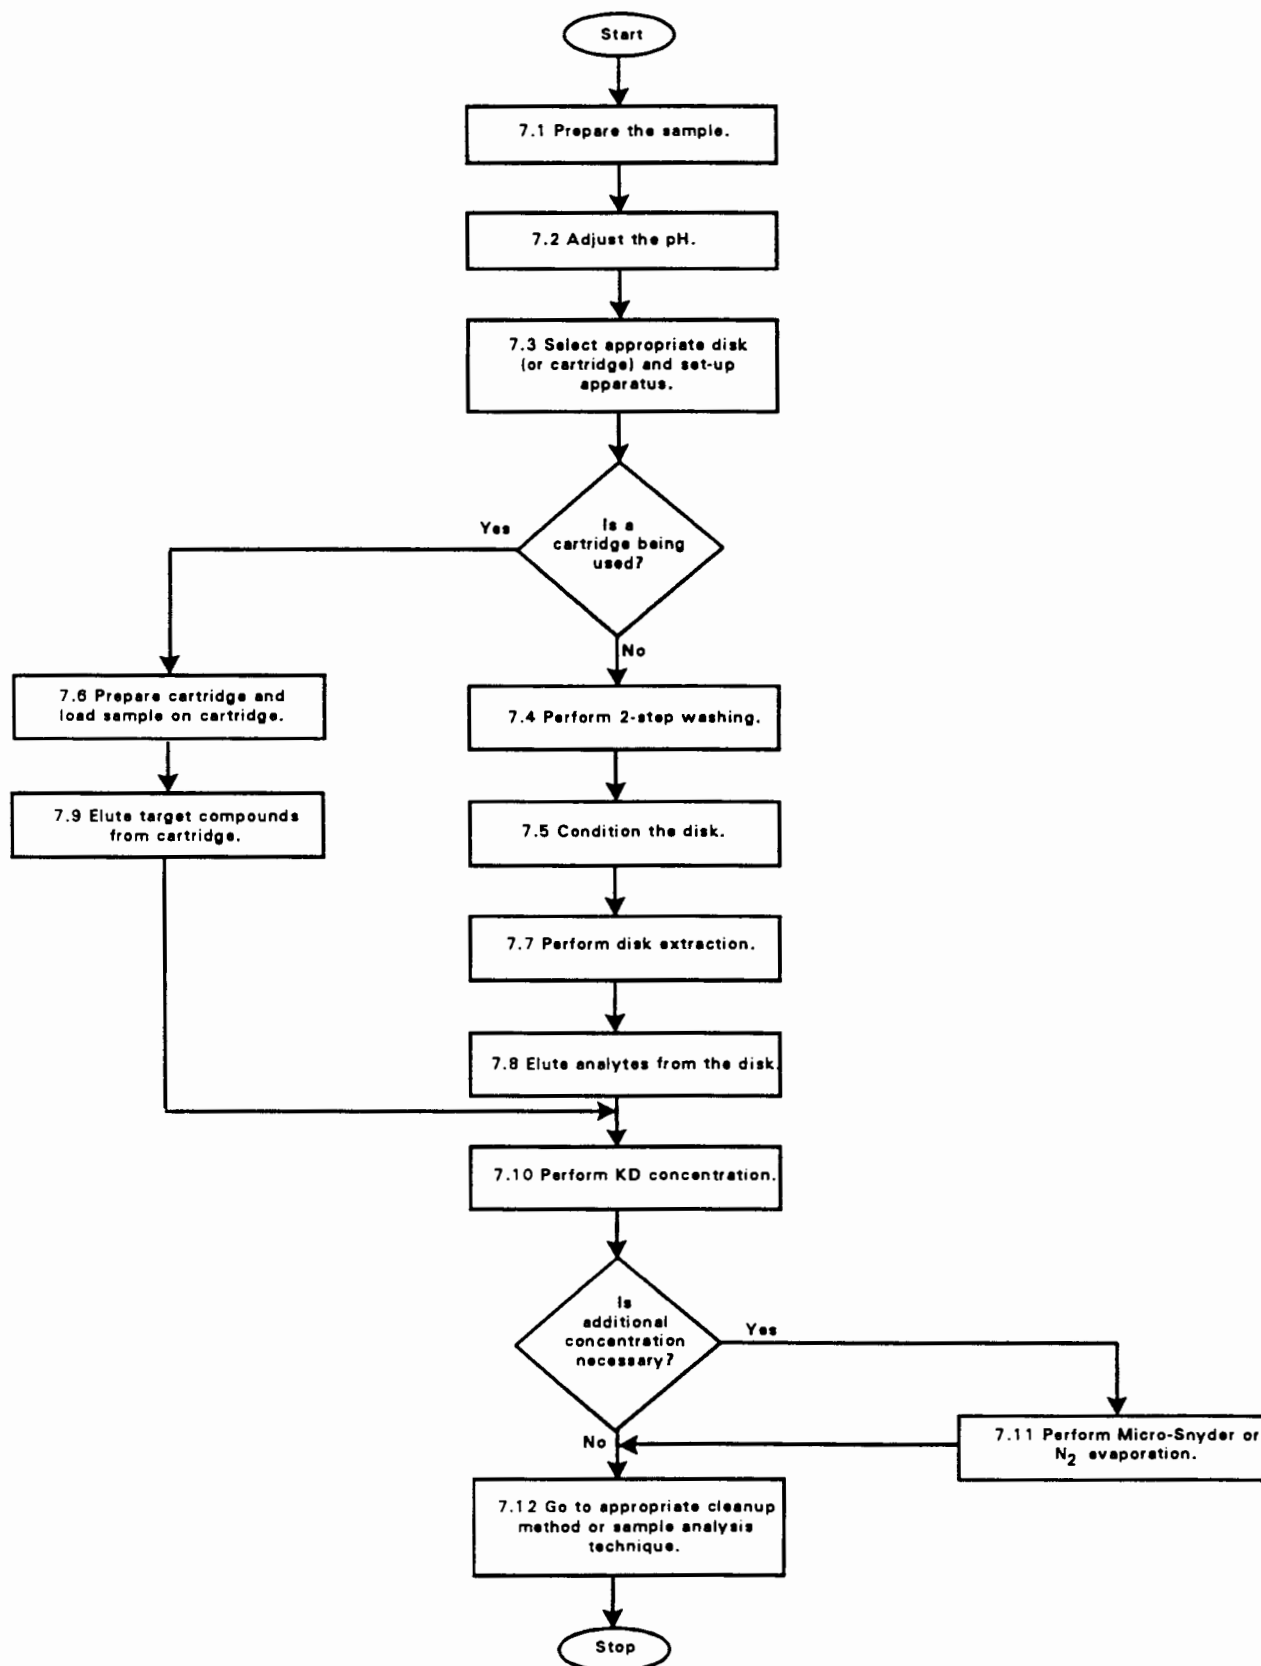 Start
7.1 Prepare the sample.
7.2 Adjust the pH.
7.3 Select appropriate disk
(or cartridge) and set-up
apparatus.
Is a
cartridge being
used?
Yes
No
7.6 Prepare cartridge and
load sample on cartridge.
7.9 Elute target compounds
from cartridge.
7.4 Perform 2-step washing.
7.5 Condition the disk.
7.7 Perform disk extraction.
7.8 Elute analytes from the disk.
7.10 Perform KD concentration.
Is
additional
concentration
necessary?
Yes
No
7.11 Perform Micro-Snyder or
N2 evaporation.
7.12 Go to appropriate cleanup
method or sample analysis
technique.
Stop